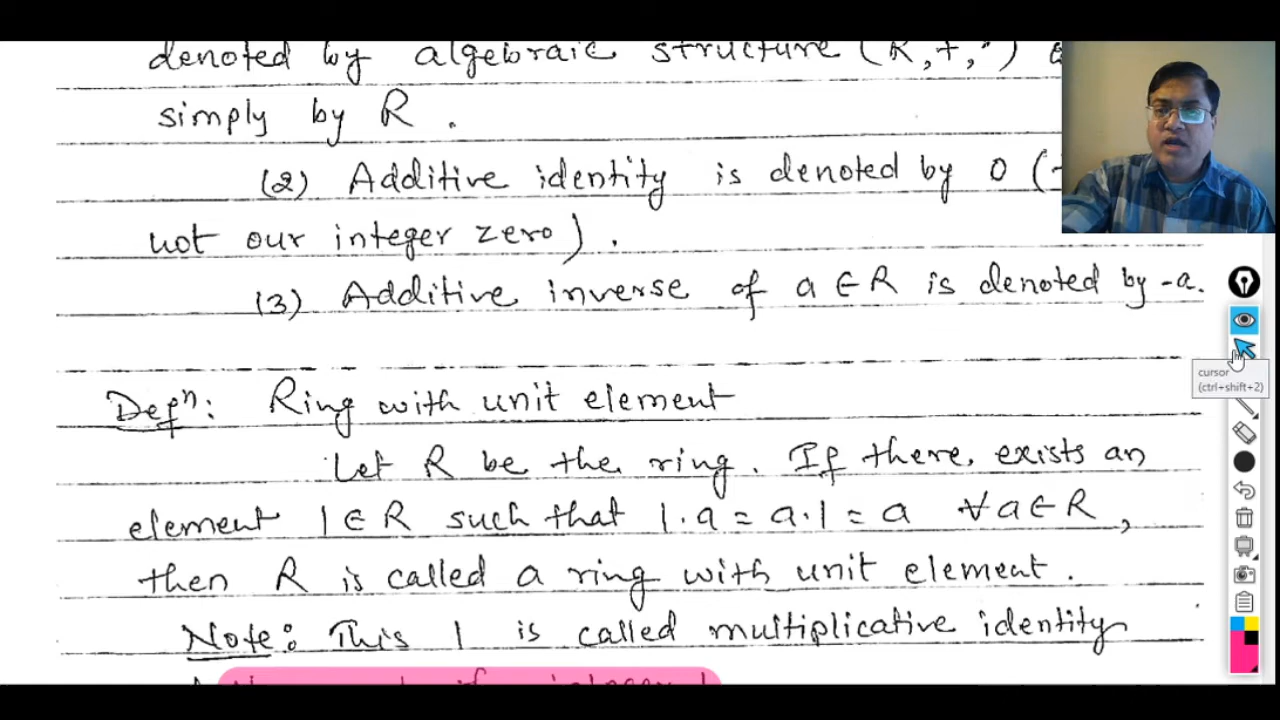 denoted by algebraic structure (R,+,·)
simply by R.
(2) Additive identity is denoted by 0 (
not our integer zero).
(3) Additive inverse of a ∈ R is denoted by -a.
Defⁿ: Ring with unit element
Let R be the ring. If there exists an
element 1 ∈ R such that 1·a = a·1 = a ∀ a ∈ R,
then R is called a ring with unit element.
Note: This 1 is called multiplicative identity
cursor
(ctrl+shift+2)